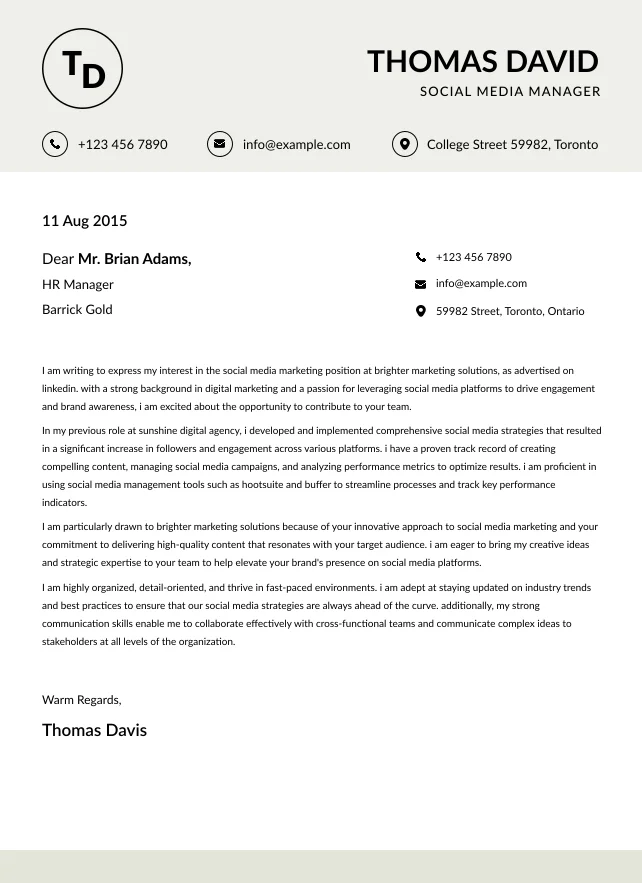 TD
THOMAS DAVID
SOCIAL MEDIA MANAGER
+123 456 7890
info@example.com
College Street 59982, Toronto
11 Aug 2015
Dear Mr. Brian Adams,
HR Manager
Barrick Gold
+123 456 7890
info@example.com
59982 Street, Toronto, Ontario
I am writing to express my interest in the social media marketing position at brighter marketing solutions, as advertised on
linkedin. with a strong background in digital marketing and a passion for leveraging social media platforms to drive engagement
and brand awareness, i am excited about the opportunity to contribute to your team.
In my previous role at sunshine digital agency, i developed and implemented comprehensive social media strategies that resulted
in a significant increase in followers and engagement across various platforms. i have a proven track record of creating
compelling content, managing social media campaigns, and analyzing performance metrics to optimize results. i am proficient in
using social media management tools such as hootsuite and buffer to streamline processes and track key performance
indicators.
I am particularly drawn to brighter marketing solutions because of your innovative approach to social media marketing and your
commitment to delivering high-quality content that resonates with your target audience. i am eager to bring my creative ideas
and strategic expertise to your team to help elevate your brand's presence on social media platforms.
I am highly organized, detail-oriented, and thrive in fast-paced environments. i am adept at staying updated on industry trends
and best practices to ensure that our social media strategies are always ahead of the curve. additionally, my strong
communication skills enable me to collaborate effectively with cross-functional teams and communicate complex ideas to
stakeholders at all levels of the organization.
Warm Regards,
Thomas Davis